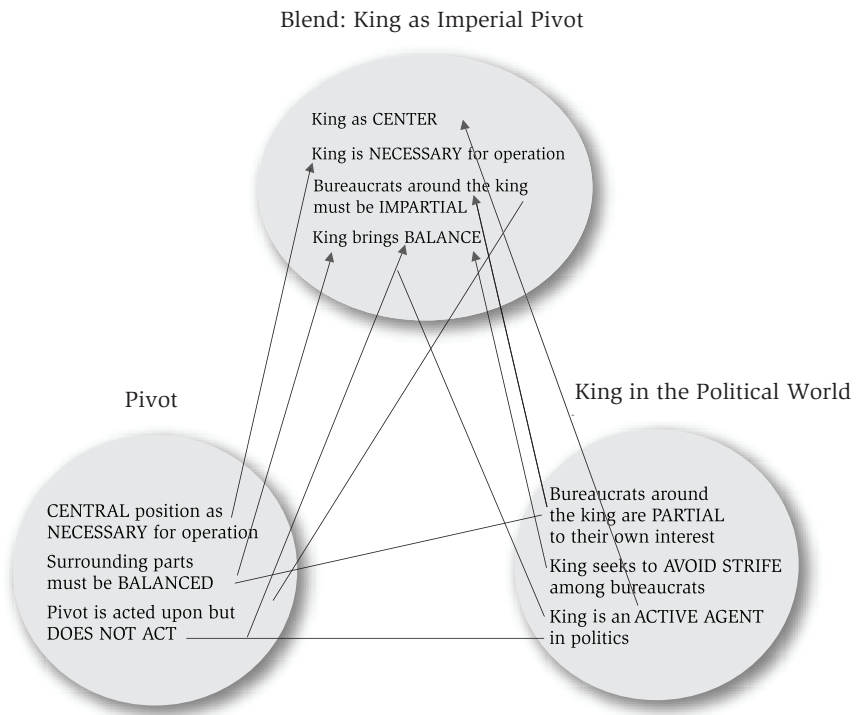 Blend: King as Imperial Pivot
King as CENTER
King is NECESSARY for operation
Bureaucrats around the king
must be IMPARTIAL
King brings BALANCE
Pivot
CENTRAL position as
NECESSARY for operation
Surrounding parts
must be BALANCED
Pivot is acted upon but
DOES NOT ACT
King in the Political World
Bureaucrats around
the king are PARTIAL
to their own interest
King seeks to AVOID STRIFE
among bureaucrats
King is an ACTIVE AGENT
in politics